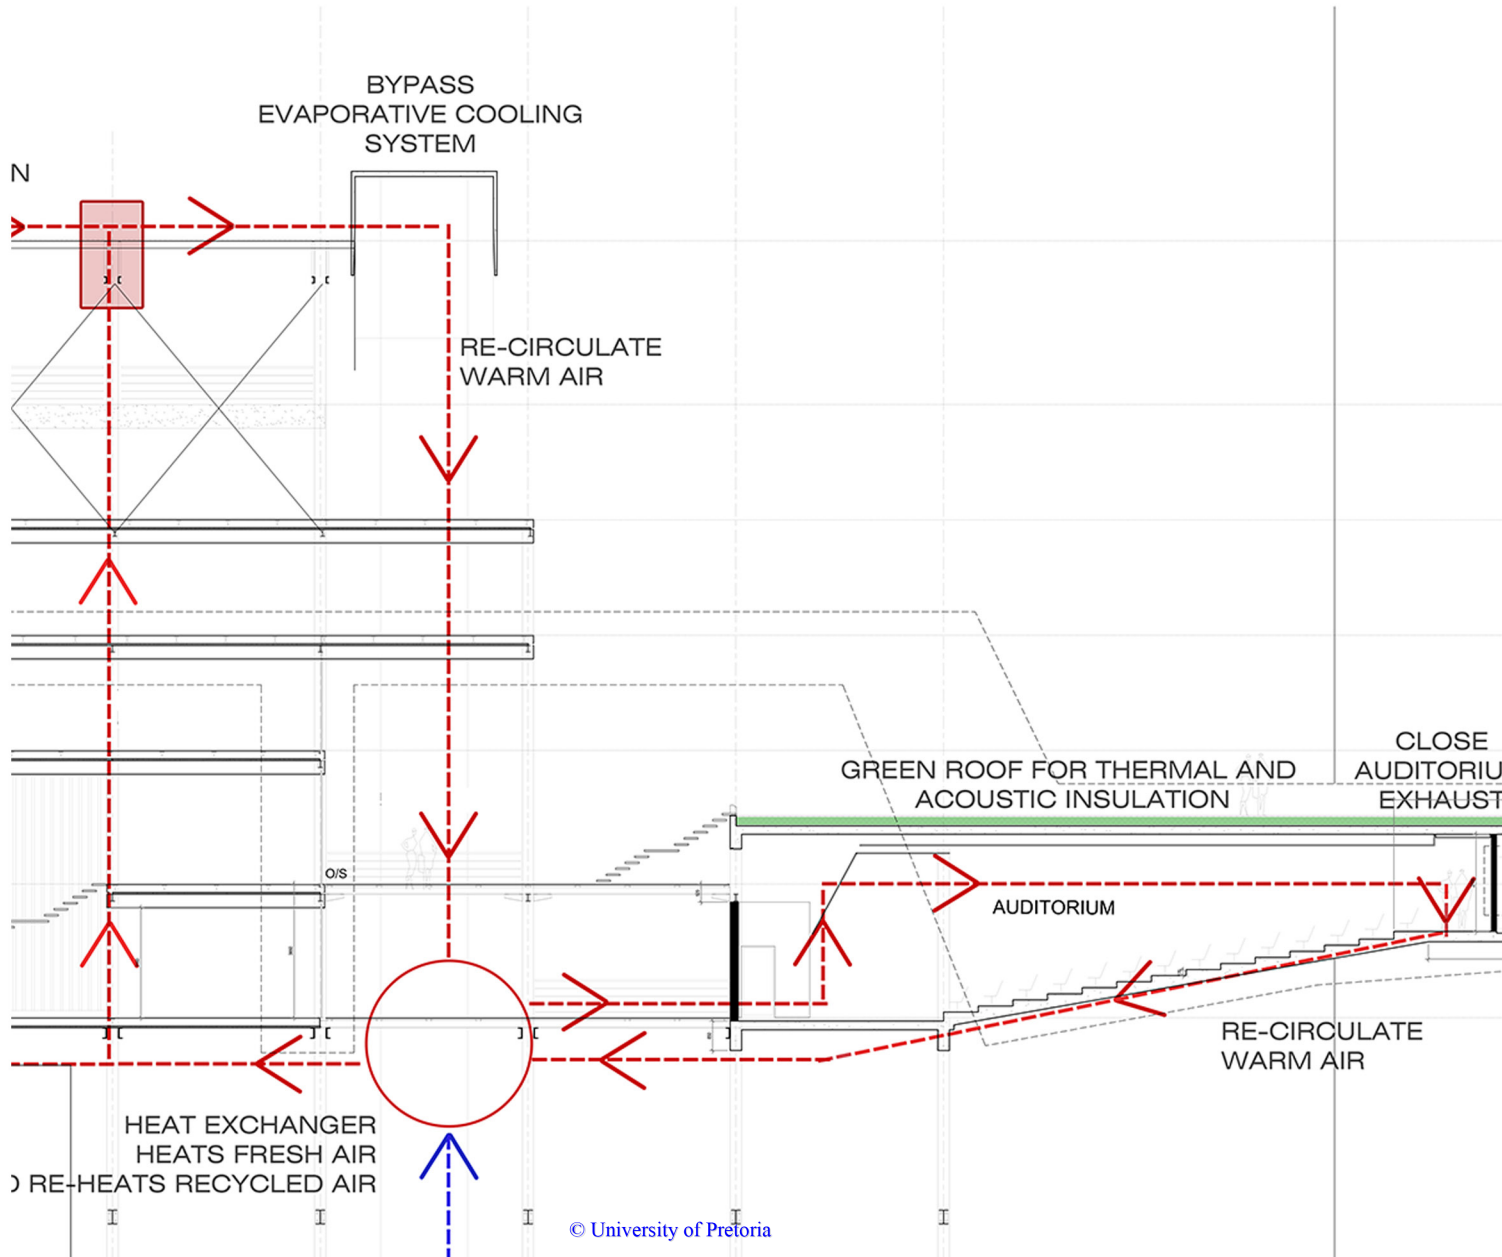 BYPASS
EVAPORATIVE COOLING
SYSTEM
N
RE-CIRCULATE
WARM AIR
CLOSE
AUDITORIU
EXHAUST
GREEN ROOF FOR THERMAL AND
ACOUSTIC INSULATION
O/S
AUDITORIUM
RE-CIRCULATE
WARM AIR
HEAT EXCHANGER
HEATS FRESH AIR
RE-HEATS RECYCLED AIR
© University of Pretoria